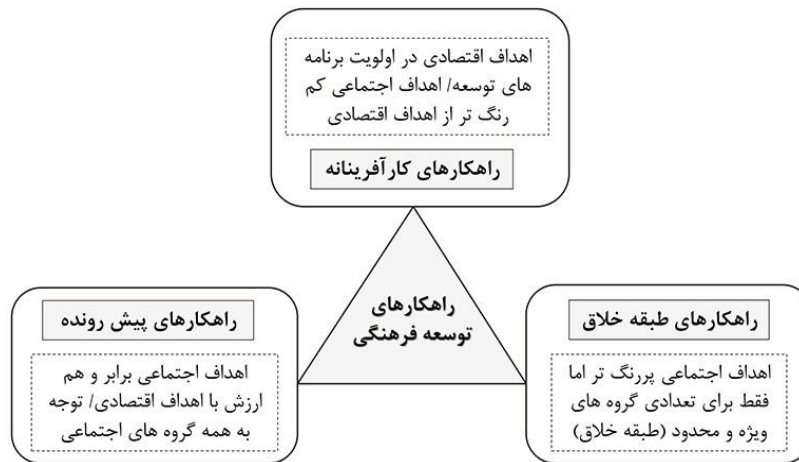 اهداف اقتصادی در اولویت برنامه
های توسعه/ اهداف اجتماعی کم
رنگ تر از اهداف اقتصادی
راهکارهای کارآفرینانه
راهکارهای
توسعه فرهنگی
راهکارهای طبقه خلاق
اهداف اجتماعی پررنگ تر اما
فقط برای تعدادی گروه های
ویژه و محدود (طبقه خلاق)
راهکارهای پیش رونده
اهداف اجتماعی برابر و هم
ارزش با اهداف اقتصادی/ توجه
به همه گروه های اجتماعی